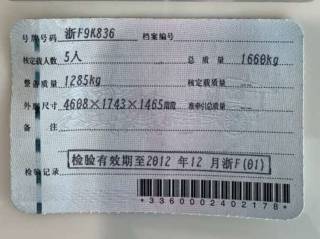 号牌号码 浙F9K836 档案编号
核定载人数 5人 总质量 1660kg
整备质量 1285kg 核定载质量
外廓尺寸 4608×1743×1465mm 准牵引总质量
备注
检验有效期至2012年12月浙F(01)
检验记录
*3360002402178*